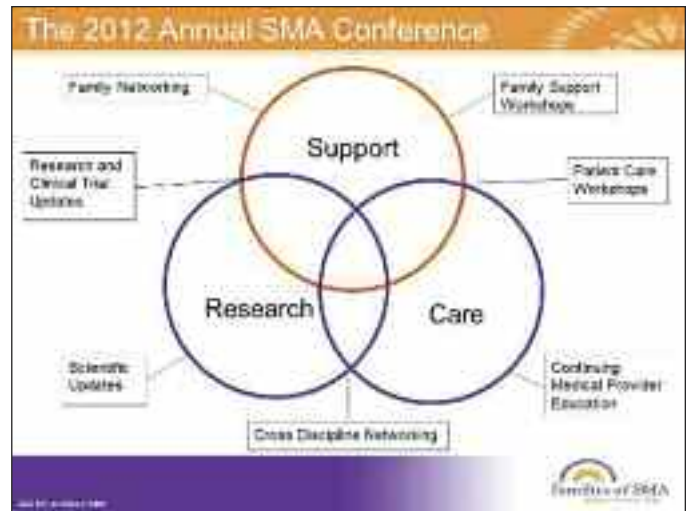 The 2012 Annual SMA Conference
Family Networking
Family Support
Workshops
Support
Research and
Clinical Trial
Updates
Patient Care
Workshops
Research
Care
Scientific
Updates
Continuing
Medical Provider
Education
Cross Discipline Networking
Families of SMA